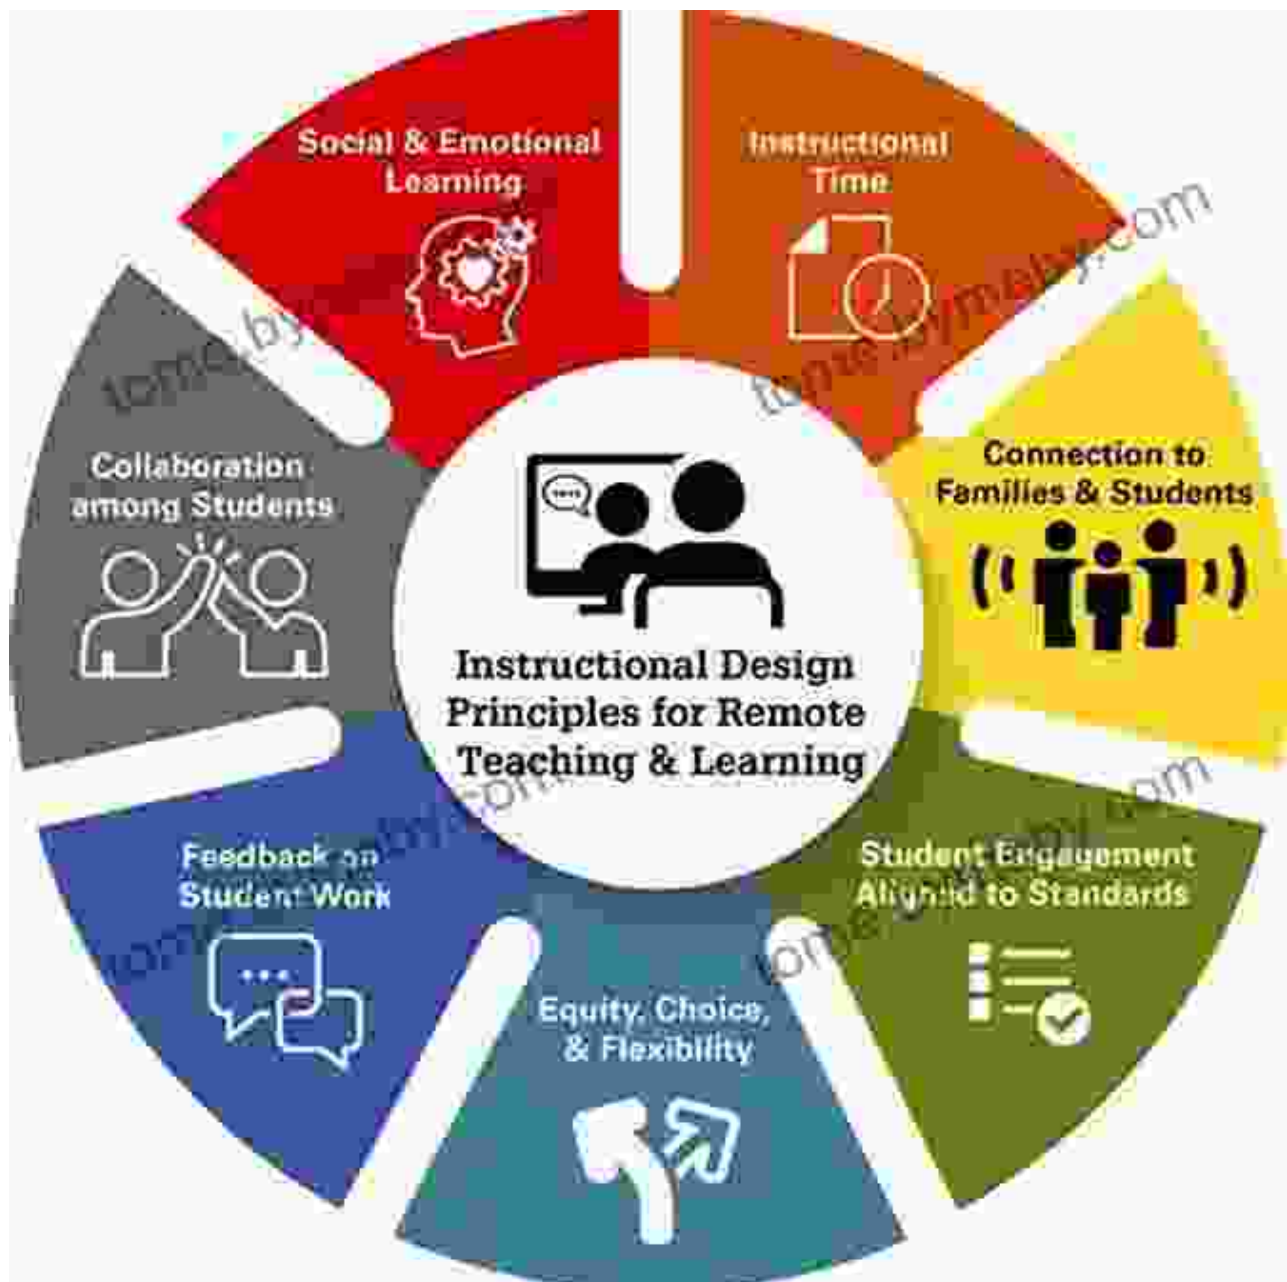 Social & Emotional
Learning
Instructional
Time
Connection to
Families & Students
Student Engagement
Aligned to Standards
Equity, Choice,
& Flexibility
Feedback on
Student Work
Collaboration
among Students
Instructional Design
Principles for Remote
Teaching & Learning